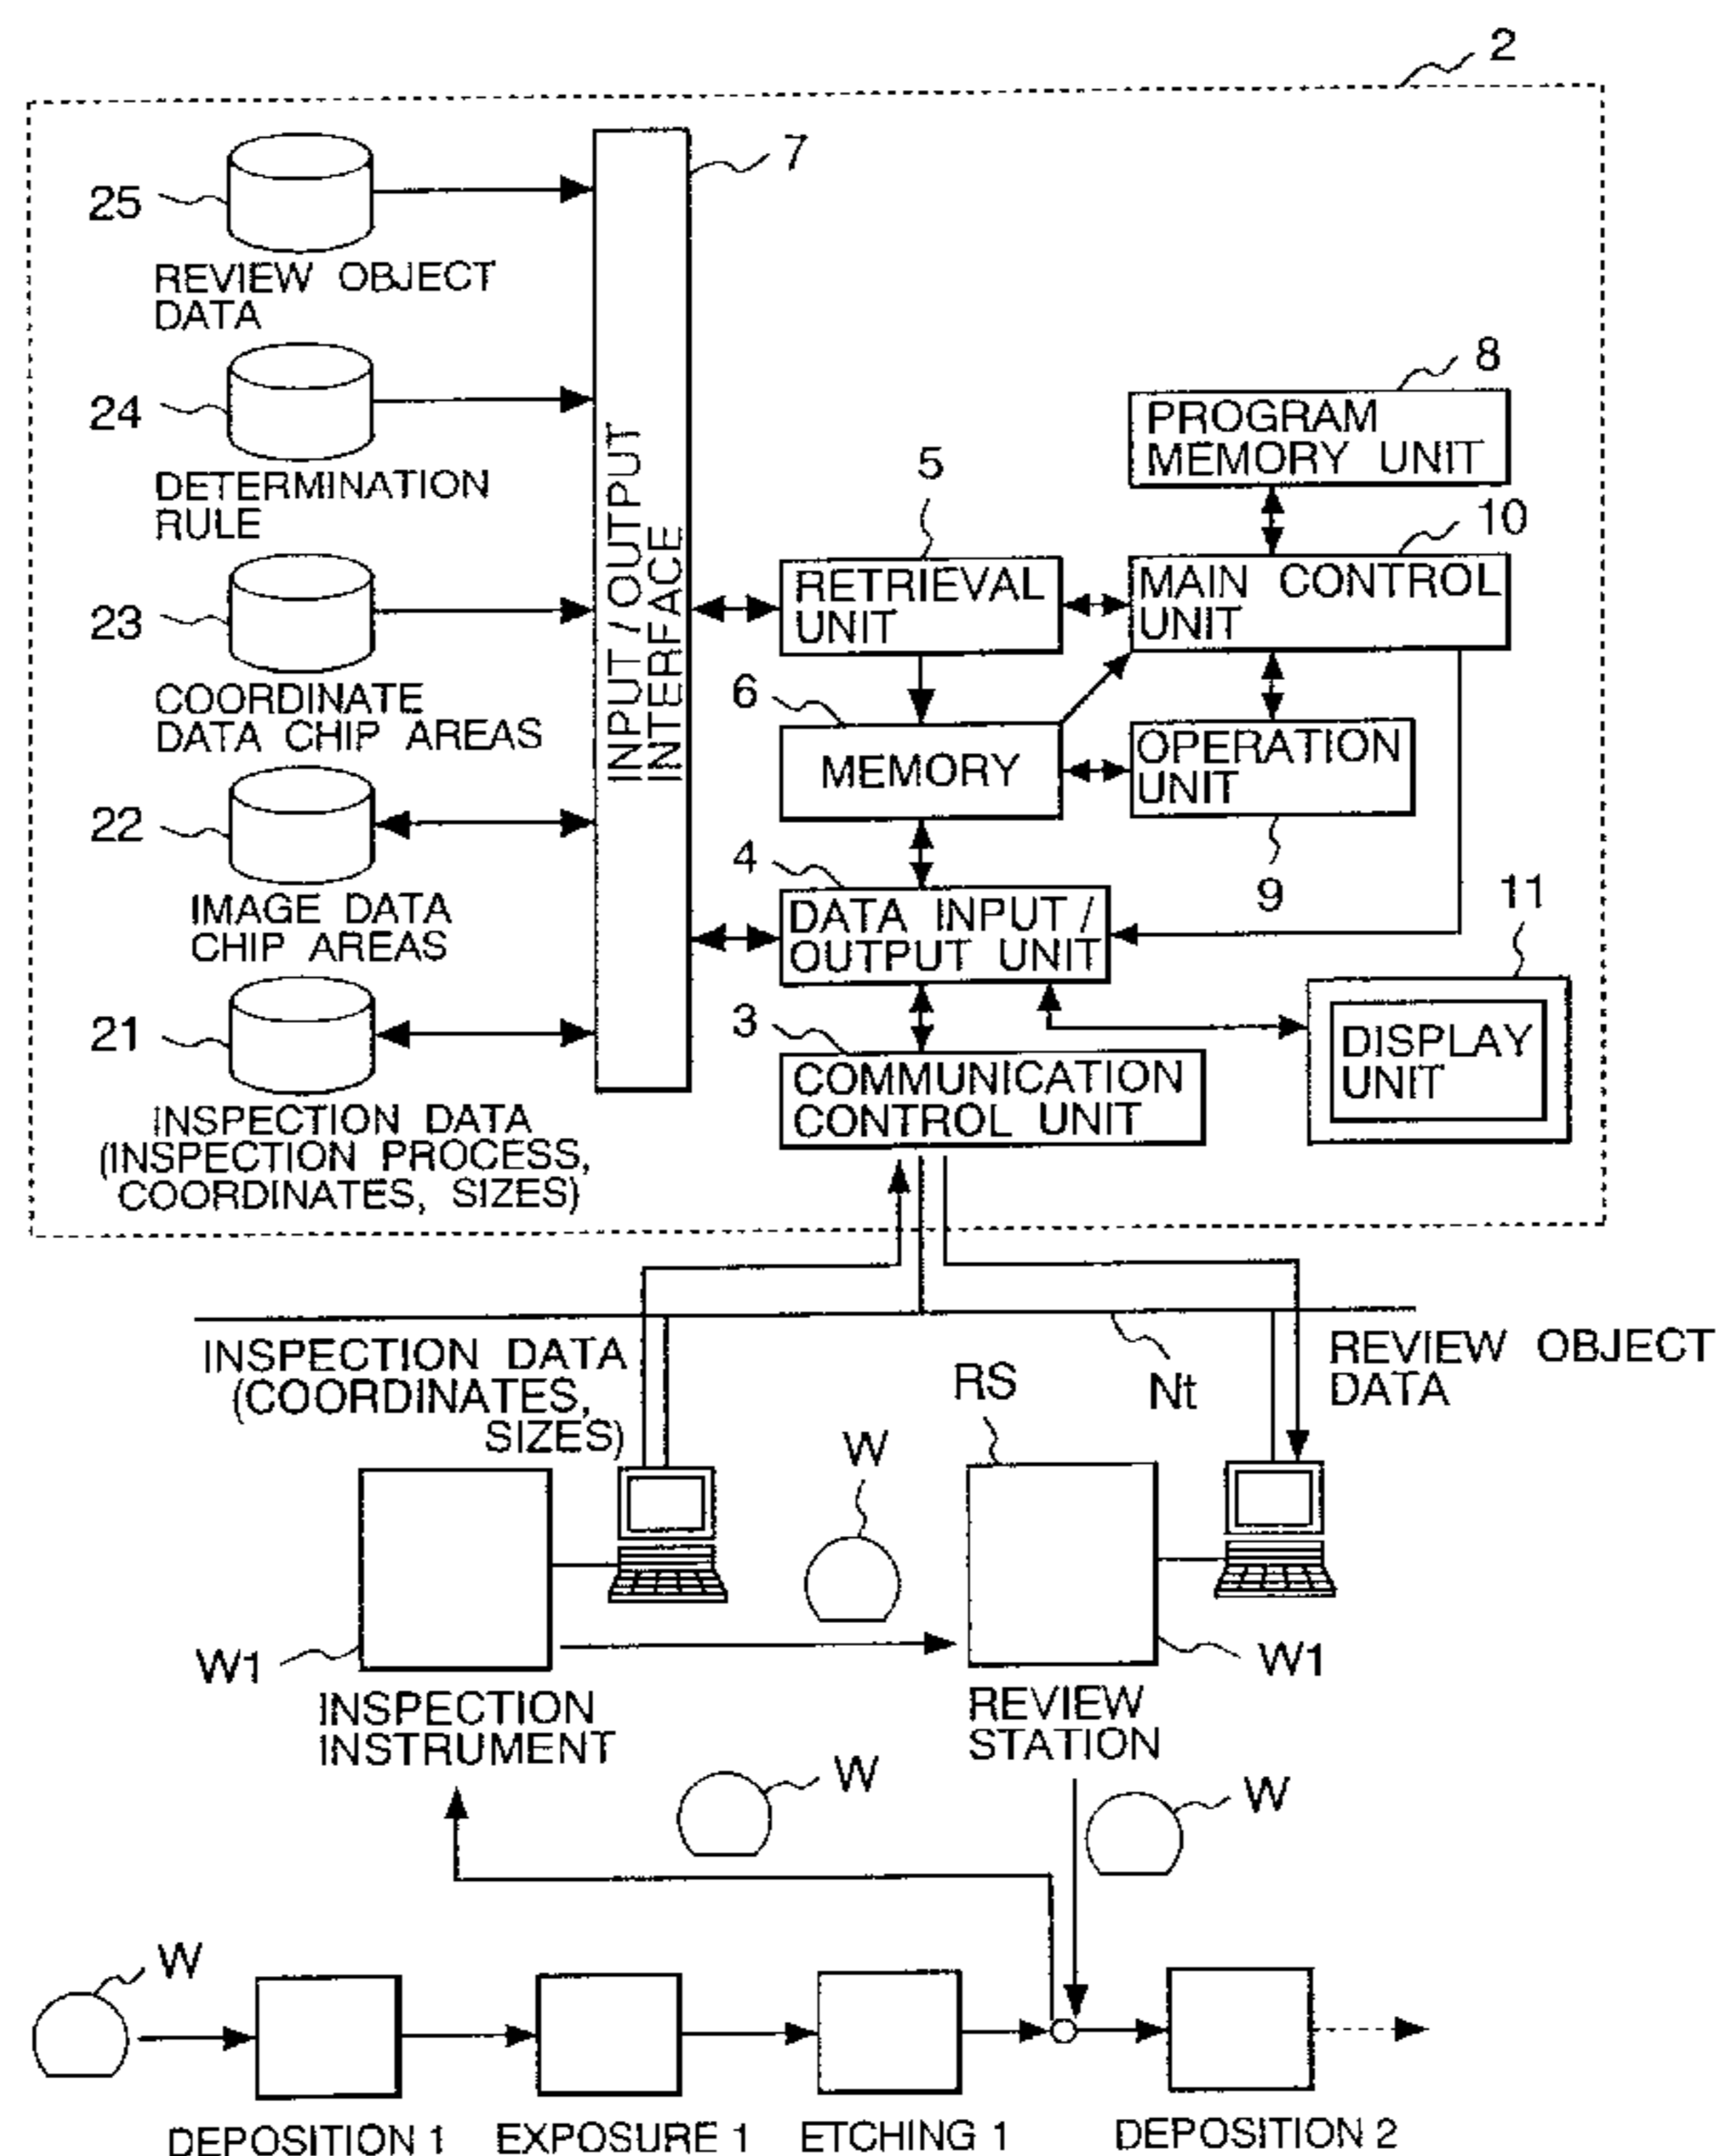 2
7
25
REVIEW OBJECT
DATA
8
PROGRAM
MEMORY UNIT
24
DETERMINATION
RULE
5
10
INPUT / OUTPUT
INTERFACE
RETRIEVAL
UNIT
MAIN CONTROL
UNIT
23
COORDINATE
DATA CHIP AREAS
6
MEMORY
OPERATION
UNIT
22
IMAGE DATA
CHIP AREAS
4
9
11
DATA INPUT /
OUTPUT UNIT
21
3
DISPLAY
UNIT
COMMUNICATION
CONTROL UNIT
INSPECTION DATA
(INSPECTION PROCESS,
COORDINATES, SIZES)
INSPECTION DATA
(COORDINATES,
SIZES)
RS
Nt
REVIEW OBJECT
DATA
W
W1
W1
INSPECTION
INSTRUMENT
REVIEW
STATION
W
W
W
DEPOSITION 1
EXPOSURE 1
ETCHING 1
DEPOSITION 2